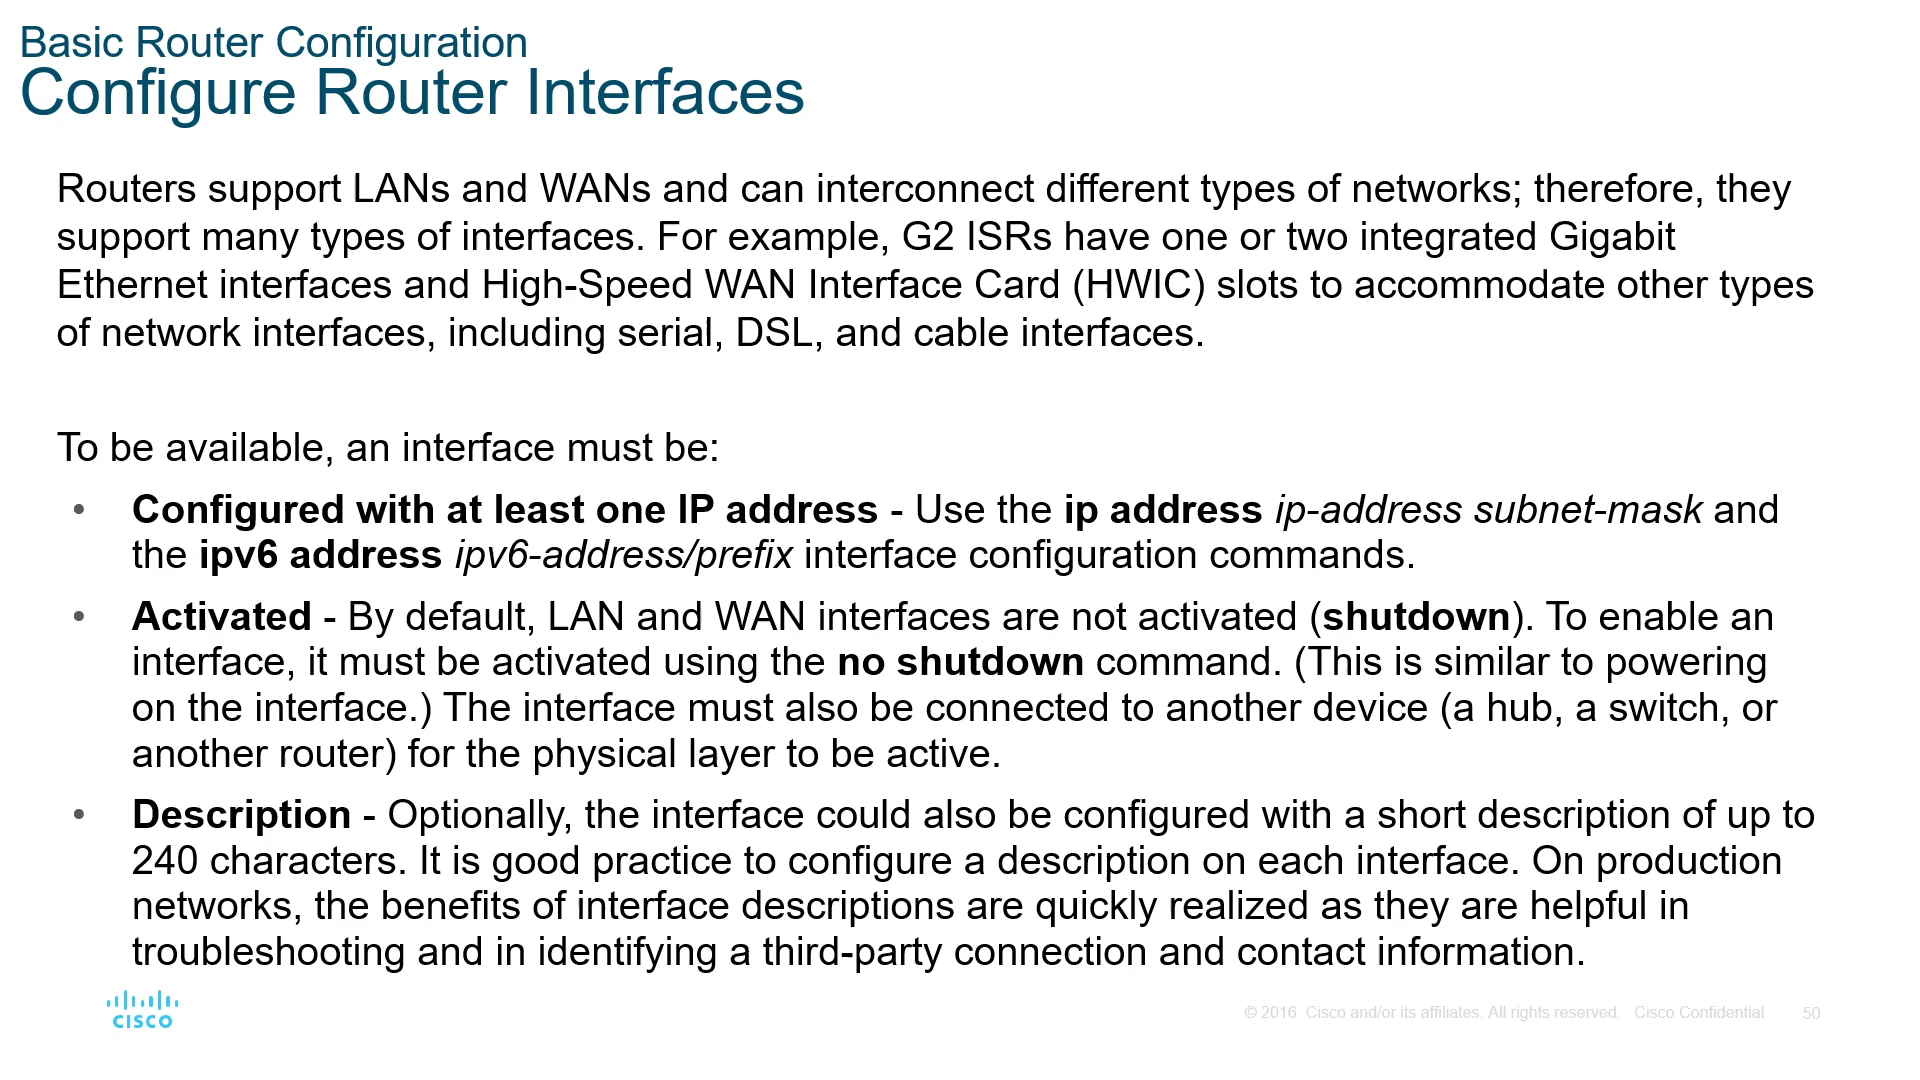 Basic Router Configuration
Configure Router Interfaces
Routers support LANs and WANs and can interconnect different types of networks; therefore, they
support many types of interfaces. For example, G2 ISRs have one or two integrated Gigabit
Ethernet interfaces and High-Speed WAN Interface Card (HWIC) slots to accommodate other types
of network interfaces, including serial, DSL, and cable interfaces.
To be available, an interface must be:
• Configured with at least one IP address - Use the ip address ip-address subnet-mask and
the ipv6 address ipv6-address/prefix interface configuration commands.
• Activated - By default, LAN and WAN interfaces are not activated (shutdown). To enable an
interface, it must be activated using the no shutdown command. (This is similar to powering
on the interface.) The interface must also be connected to another device (a hub, a switch, or
another router) for the physical layer to be active.
• Description - Optionally, the interface could also be configured with a short description of up to
240 characters. It is good practice to configure a description on each interface. On production
networks, the benefits of interface descriptions are quickly realized as they are helpful in
troubleshooting and in identifying a third-party connection and contact information.
CISCO
© 2016 Cisco and/or its affiliates. All rights reserved. Cisco Confidential 50